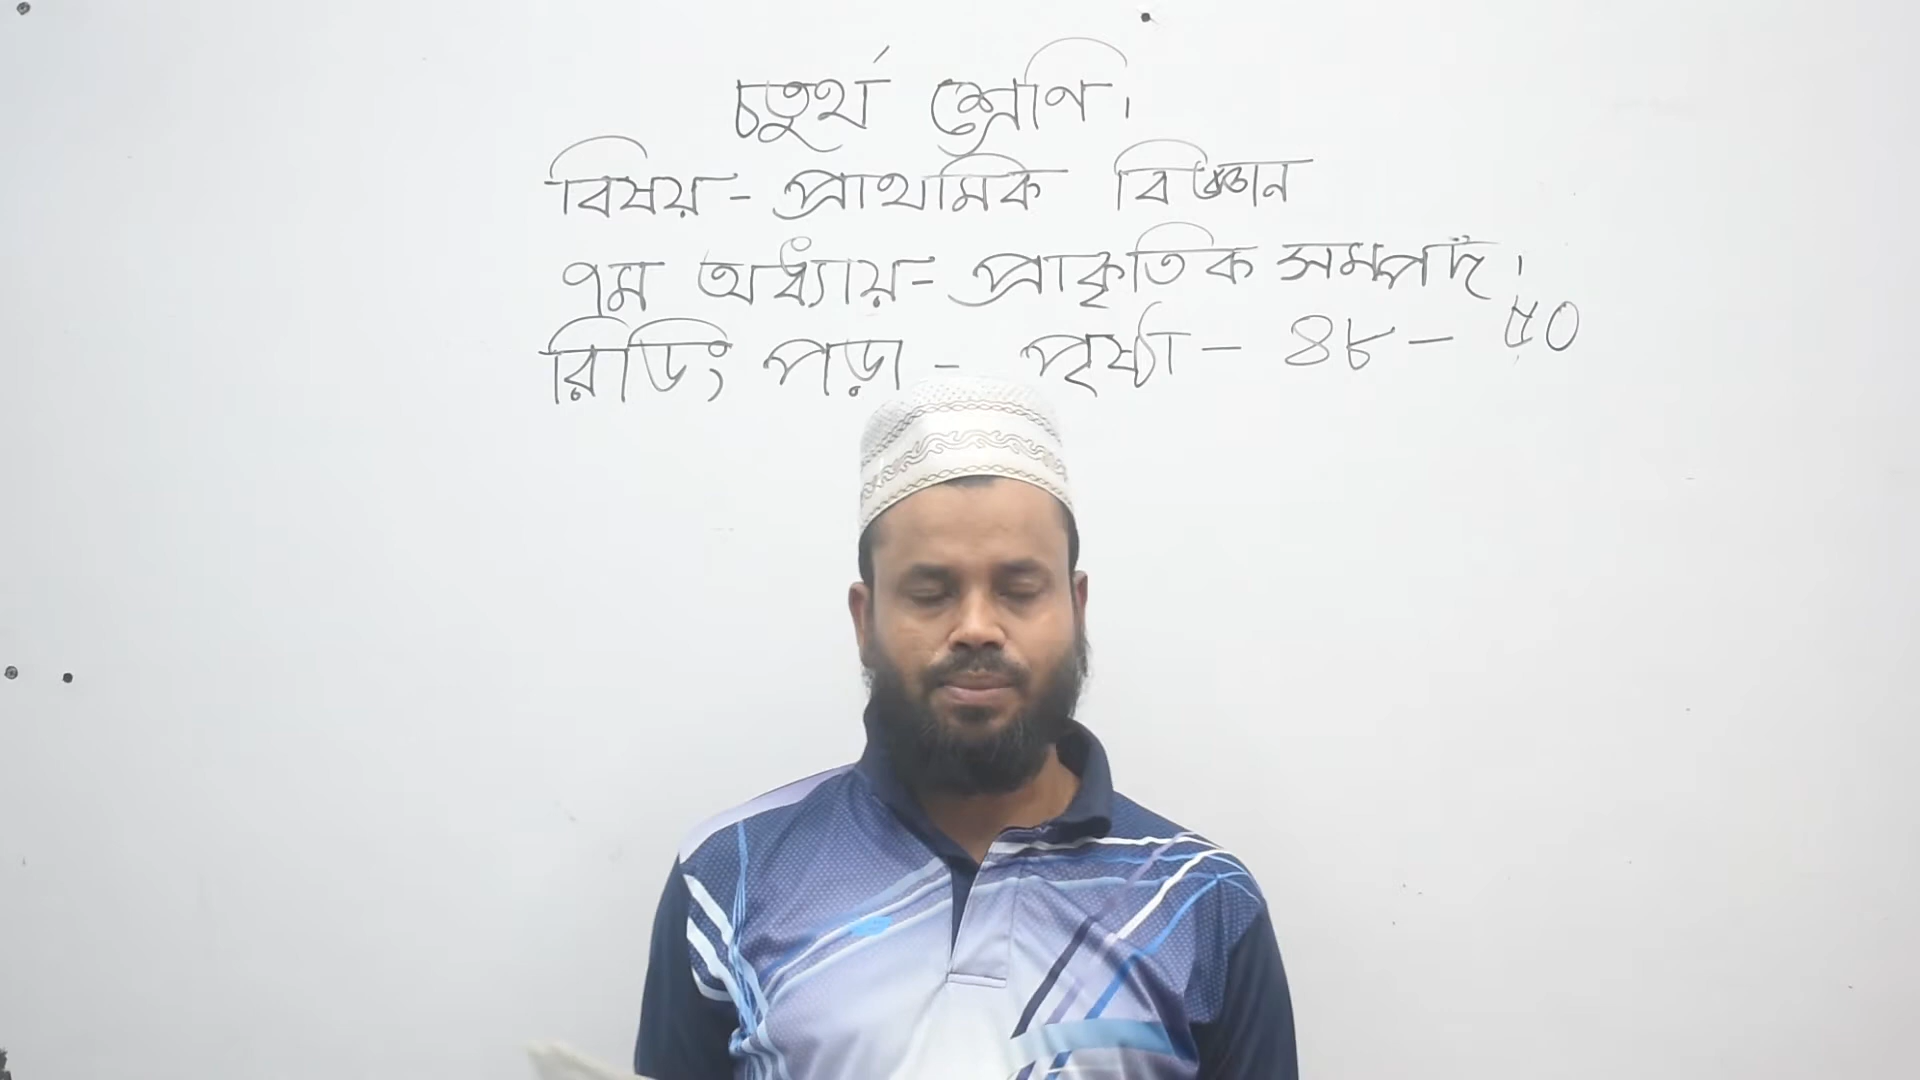 চতুর্থ শ্রেণি।
বিষয় - প্রাথমিক বিজ্ঞান
৭ম অধ্যায় - প্রাকৃতিক সম্পদ।
রিডিং পড়া - পৃষ্ঠা - ৪৮ - ৫০